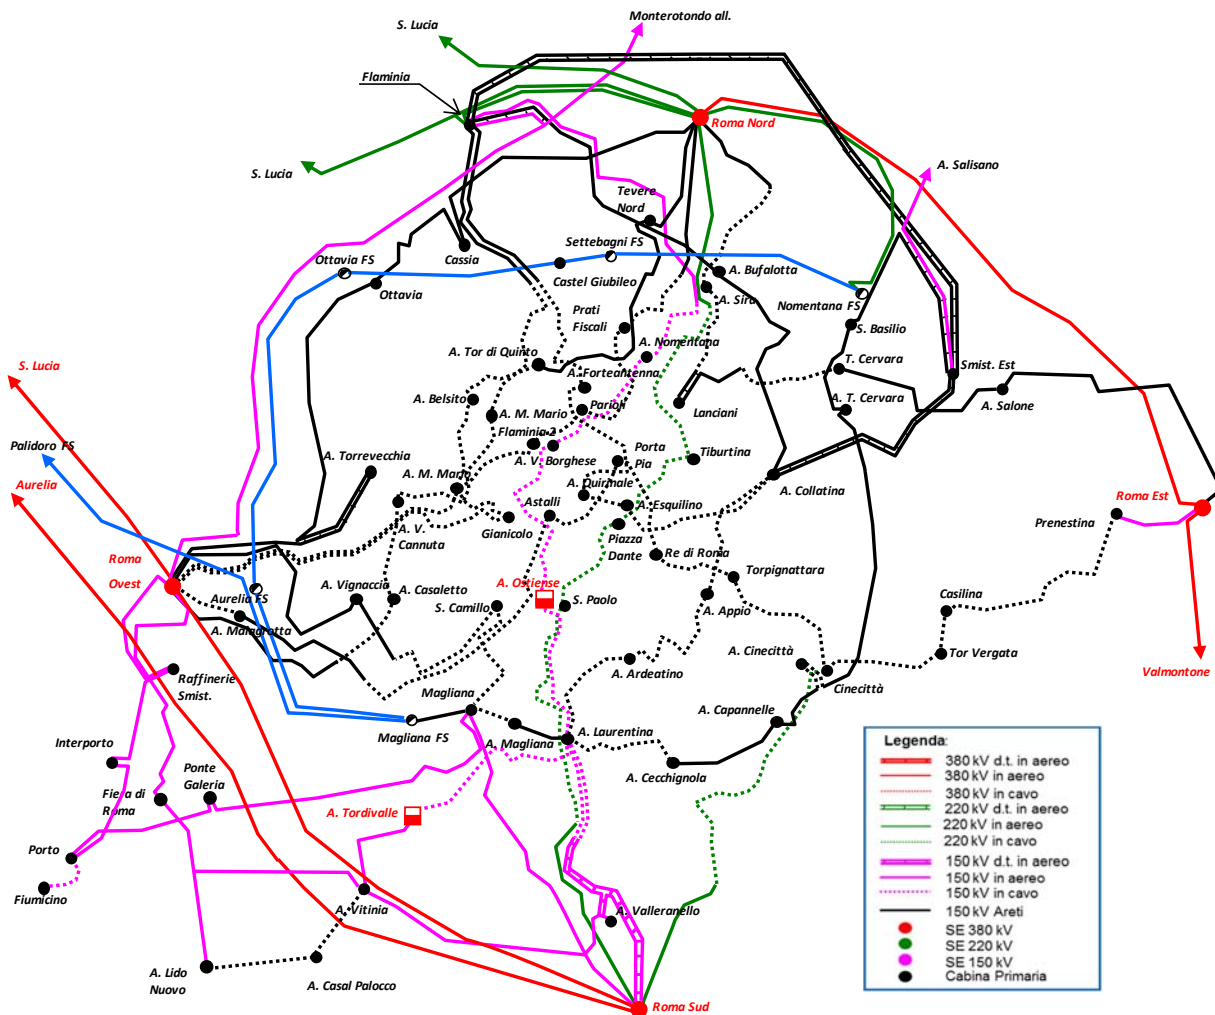 S. Lucia
Monterotondo all.
Flaminia
Roma Nord
S. Lucia
A. Salisano
Tevere
Nord
Settebagni FS
Ottavia FS
Cassia
Castel Giubileo
A. Bufalotta
Ottavia
A. Sira
Nomentana FS
Prati
Fiscali
S. Basilio
A. Nomentana
A. Tor di Quinto
T. Cervara
Smist. Est
S. Lucia
A. Forteantenna
A. Belsito
Parioli
Lanciani
A. T. Cervara
A. Salone
A. M. Mario
Flaminia 2
Palidoro FS
A. Torrevecchia
A. V. Borghese
Porta
Pia
Tiburtina
A. M. Mario
Aurelia
A. Quirinale
A. Collatina
Roma Est
Astalli
A. Esquilino
Prenestina
A. V.
Cannuta
Gianicolo
Piazza
Dante
Roma
Ovest
Re di Roma
Torpignattara
A. Vignaccia
A. Casaletto
A. Ostiense
Aurelia FS
S. Camillo
S. Paolo
A. Appio
Casilina
A. Malagrotta
Tor Vergata
A. Cinecittà
A. Ardeatino
Valmontone
Raffinerie
Smist.
Cinecittà
Magliana
A. Capannelle
Magliana FS
A. Magliana
A. Laurentina
Interporto
Ponte
Galeria
A. Cecchignola
Fiera di
Roma
A. Tordivalle
Porto
Fiumicino
A. Vitinia
A. Valleranello
A. Lido
Nuovo
A. Casal Palocco
Roma Sud
Legenda:
380 kV d.t. in aereo
380 kV in aereo
380 kV in cavo
220 kV d.t. in aereo
220 kV in aereo
220 kV in cavo
150 kV d.t. in aereo
150 kV in aereo
150 kV in cavo
150 kV Areti
SE 380 kV
SE 220 kV
SE 150 kV
Cabina Primaria